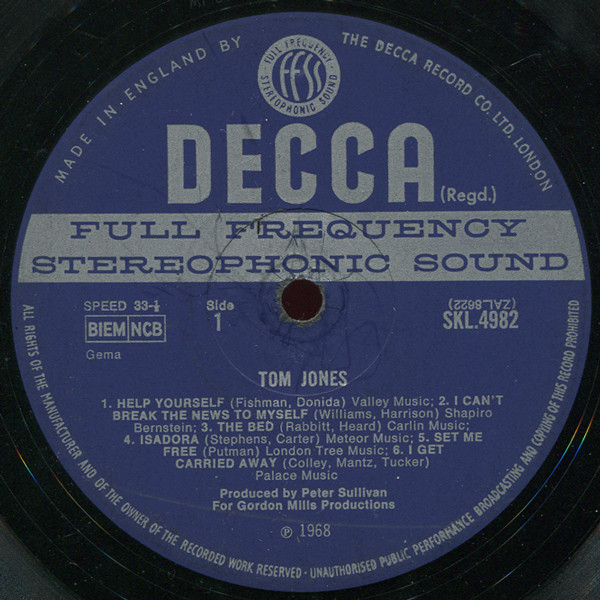 MADE IN ENGLAND BY
THE DECCA RECORD CO. LTD. LONDON
FULL FREQUENCY
FFSS
STEREOPHONIC SOUND
DECCA (Regd.)
FULL FREQUENCY
STEREOPHONIC SOUND
SPEED 33-⅓
Side
1
(ZAL.8622)
SKL.4982
BIEM NCB
Gema
TOM JONES
1. HELP YOURSELF (Fishman, Donida) Valley Music; 2. I CAN'T
BREAK THE NEWS TO MYSELF (Williams, Harrison) Shapiro
Bernstein; 3. THE BED (Rabbitt, Heard) Carlin Music;
4. ISADORA (Stephens, Carter) Meteor Music; 5. SET ME
FREE (Putman) London Tree Music; 6. I GET
CARRIED AWAY (Colley, Mantz, Tucker)
Palace Music
Produced by Peter Sullivan
For Gordon Mills Productions
℗ 1968
ALL RIGHTS OF THE MANUFACTURER AND OF THE OWNER OF THE RECORDED WORK RESERVED · UNAUTHORISED PUBLIC PERFORMANCE BROADCASTING AND COPYING OF THIS RECORD PROHIBITED